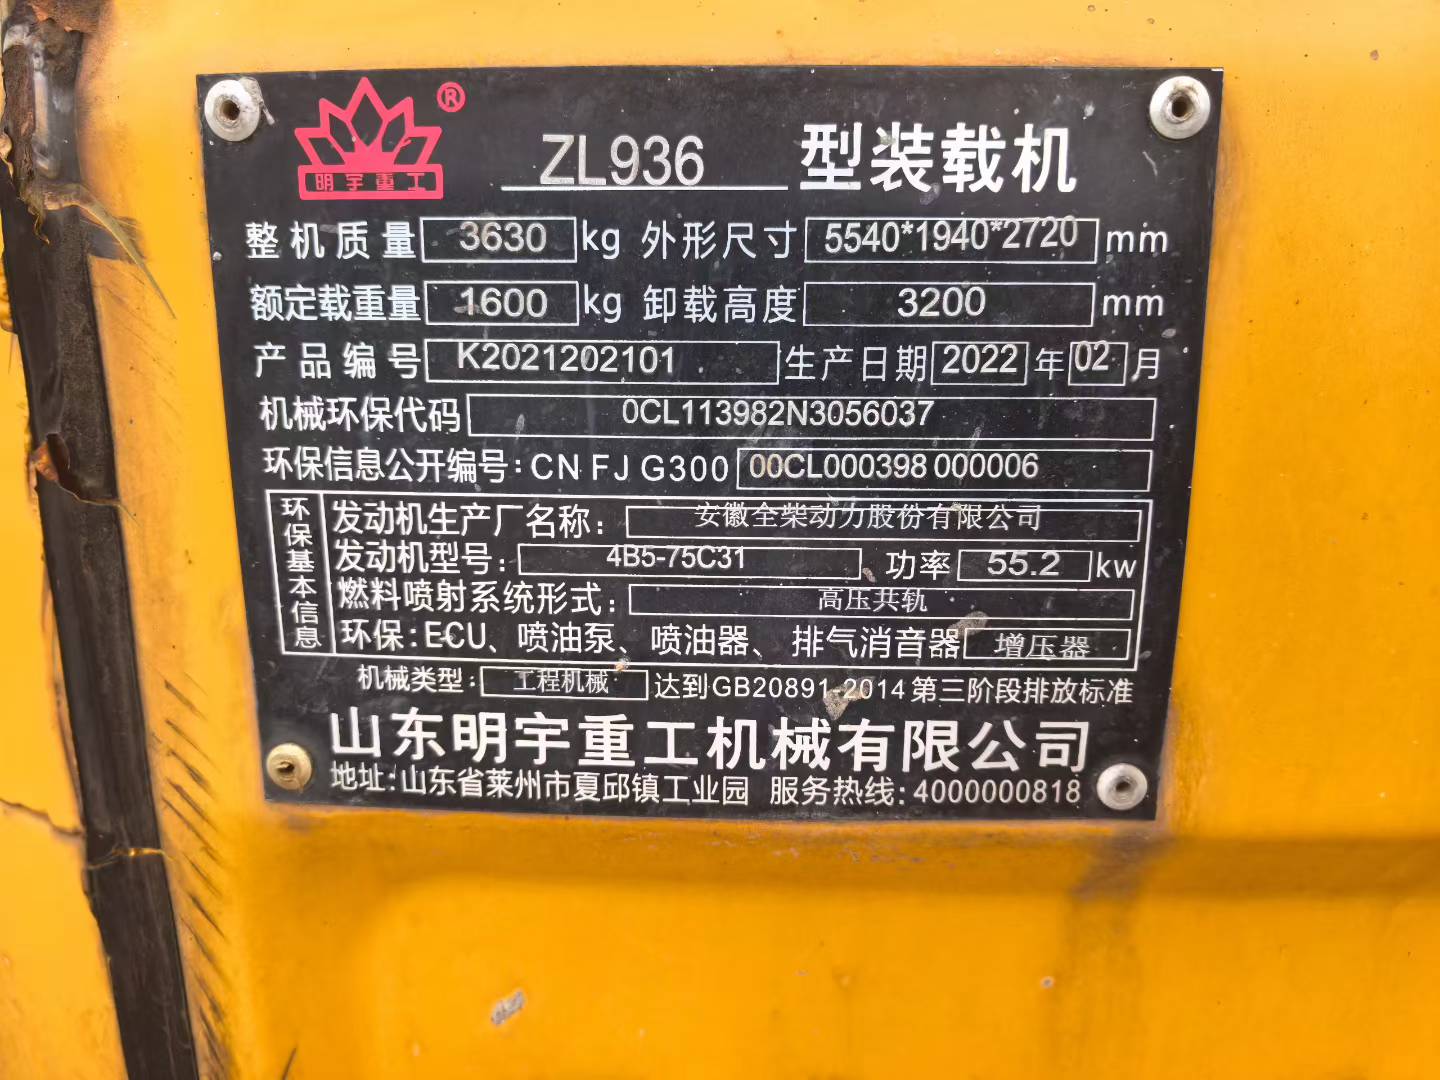 ®
明宇重工
ZL936 型装载机
整机质量 3630 kg 外形尺寸 5540*1940*2720 mm
额定载重量 1600 kg 卸载高度 3200 mm
产品编号 K2021202101 生产日期 2022 年 02 月
机械环保代码 0CL113982N3056037
环保信息公开编号: CN FJ G300 00CL000398 000006
环保基本信息
发动机生产厂名称: 安徽全柴动力股份有限公司
发动机型号: 4B5-75C31 功率 55.2 kw
燃料喷射系统形式: 高压共轨
环保:ECU、喷油泵、喷油器、排气消音器 增压器
机械类型: 工程机械 达到GB20891-2014第三阶段排放标准
山东明宇重工机械有限公司
地址:山东省莱州市夏邱镇工业园 服务热线:4000000818